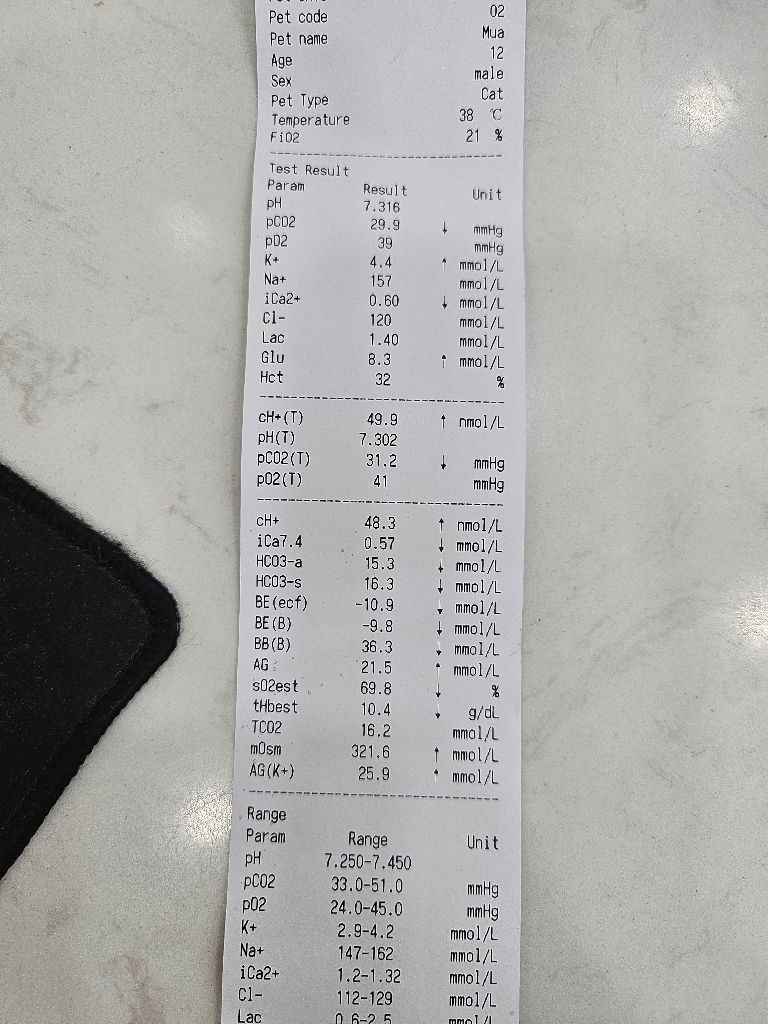 Pet code 02
Pet name Mua
Age 12
Sex male
Pet Type Cat
Temperature 38 ℃
FiO2 21 %
Test Result
Param Result Unit
pH 7.316
pCO2 29.9 ↓ mmHg
pO2 39 mmHg
K+ 4.4 ↑ mmol/L
Na+ 157 mmol/L
iCa2+ 0.60 ↓ mmol/L
Cl- 120 mmol/L
Lac 1.40 mmol/L
Glu 8.3 ↑ mmol/L
Hct 32 %
cH+(T) 49.9 ↑ nmol/L
pH(T) 7.302
pCO2(T) 31.2 ↓ mmHg
pO2(T) 41 mmHg
cH+ 48.3 ↑ nmol/L
iCa7.4 0.57 ↓ mmol/L
HCO3-a 15.3 ↓ mmol/L
HCO3-s 16.3 ↓ mmol/L
BE(ecf) -10.9 ↓ mmol/L
BE(B) -9.8 ↓ mmol/L
BB(B) 36.3 ↓ mmol/L
AG 21.5 ↑ mmol/L
sO2est 69.8 ↓ %
tHbest 10.4 ↓ g/dL
TCO2 16.2 mmol/L
mOsm 321.6 ↑ mmol/L
AG(K+) 25.9 ↑ mmol/L
Range
Param Range Unit
pH 7.250-7.450
pCO2 33.0-51.0 mmHg
pO2 24.0-45.0 mmHg
K+ 2.9-4.2 mmol/L
Na+ 147-162 mmol/L
iCa2+ 1.2-1.32 mmol/L
Cl- 112-129 mmol/L
Lac 0.6-2.5 mmol/L